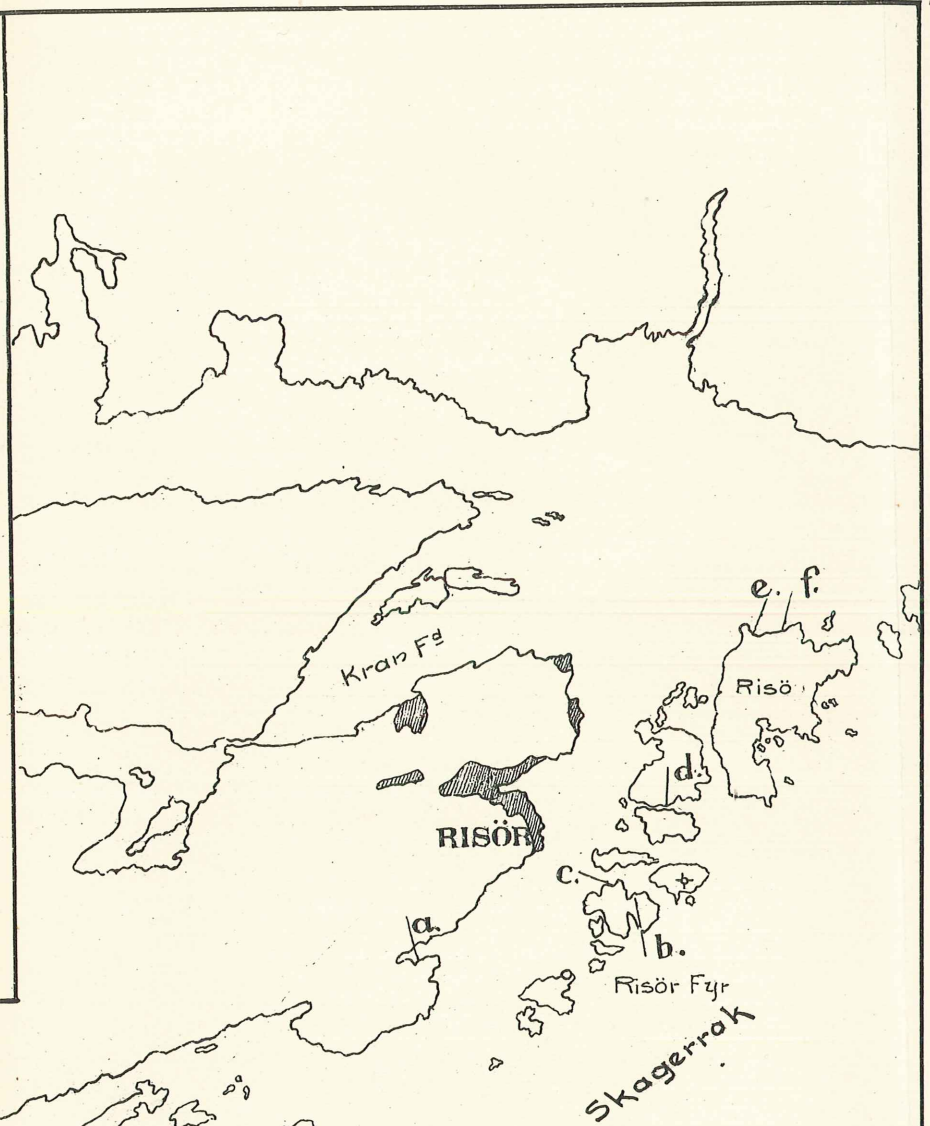 e. f.
Kran Fd
Risö
d.
RISÖR
c.
a.
b.
Risör Fyr
Skagerrak